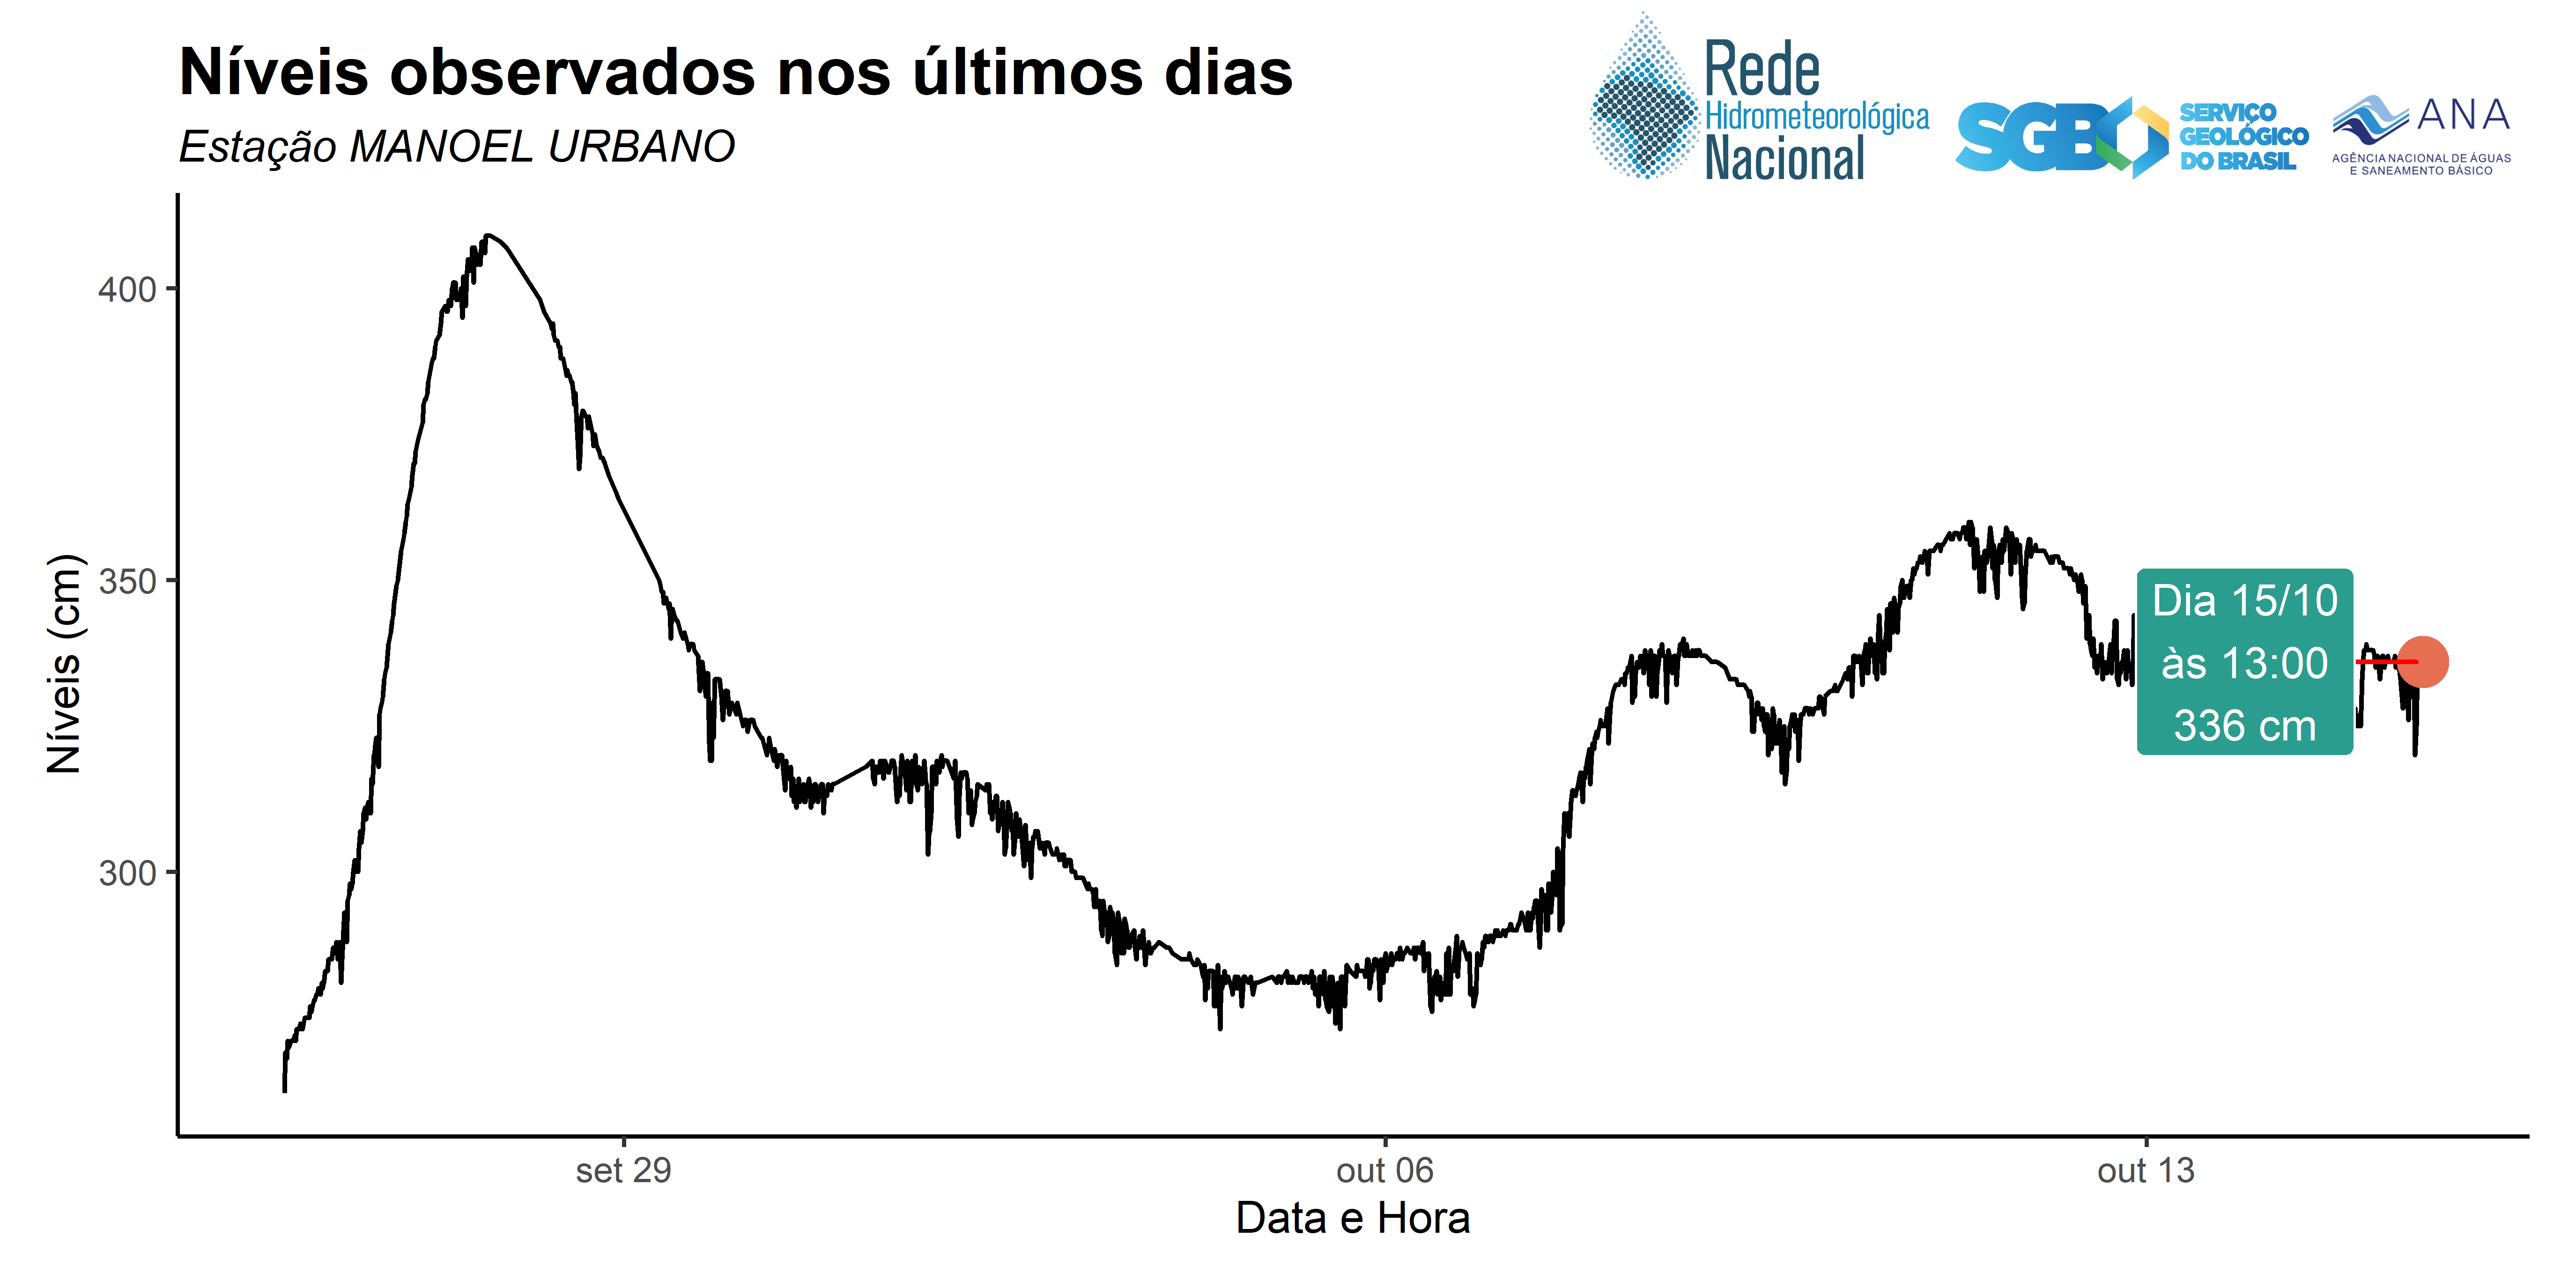 Níveis observados nos últimos dias
Estação MANOEL URBANO
Rede
Hidrometeorológica
Nacional
SGB
SERVIÇO
GEOLÓGICO
DO BRASIL
ANA
AGÊNCIA NACIONAL DE ÁGUAS
E SANEAMENTO BÁSICO
Níveis (cm)
400
350
300
Dia 15/10
às 13:00
336 cm
set 29
out 06
out 13
Data e Hora